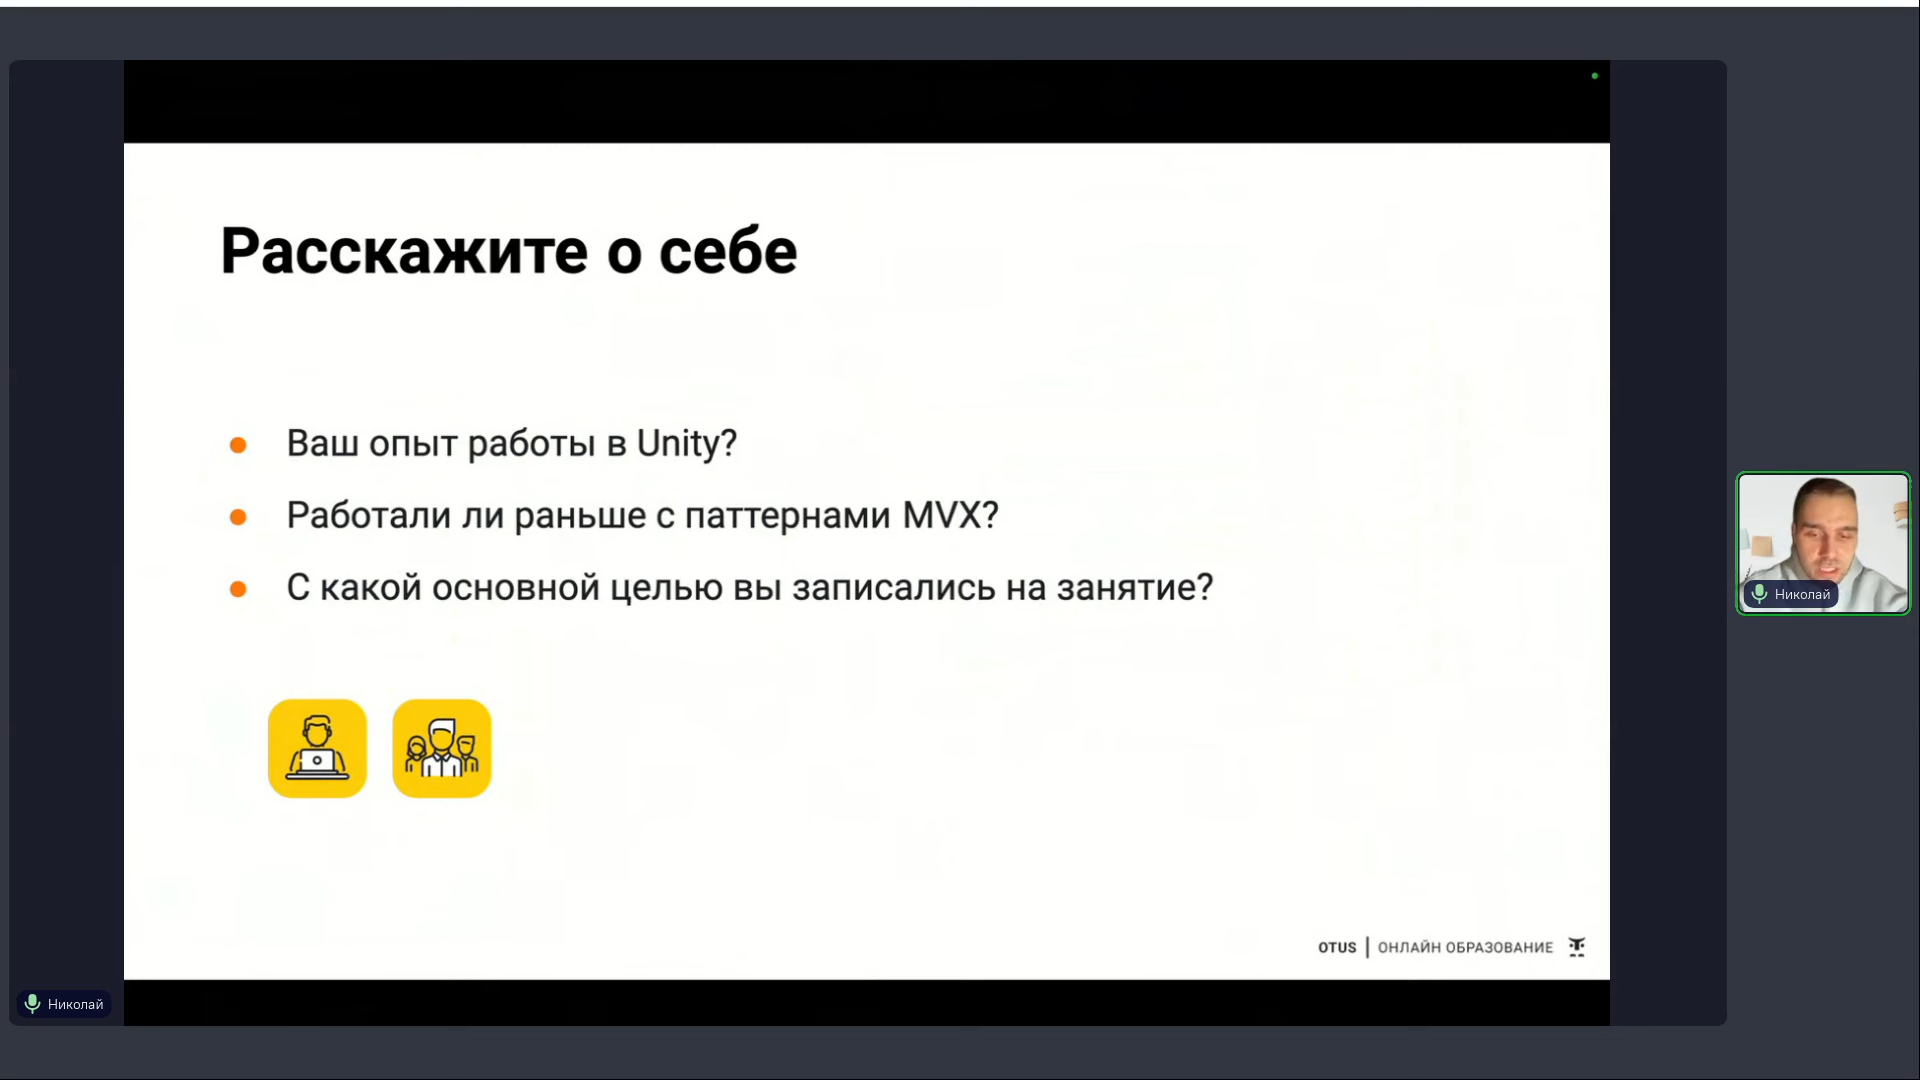 Расскажите о себе
Ваш опыт работы в Unity?
Работали ли раньше с паттернами MVX?
С какой основной целью вы записались на занятие?
OTUS | ОНЛАЙН ОБРАЗОВАНИЕ
Николай
Николай